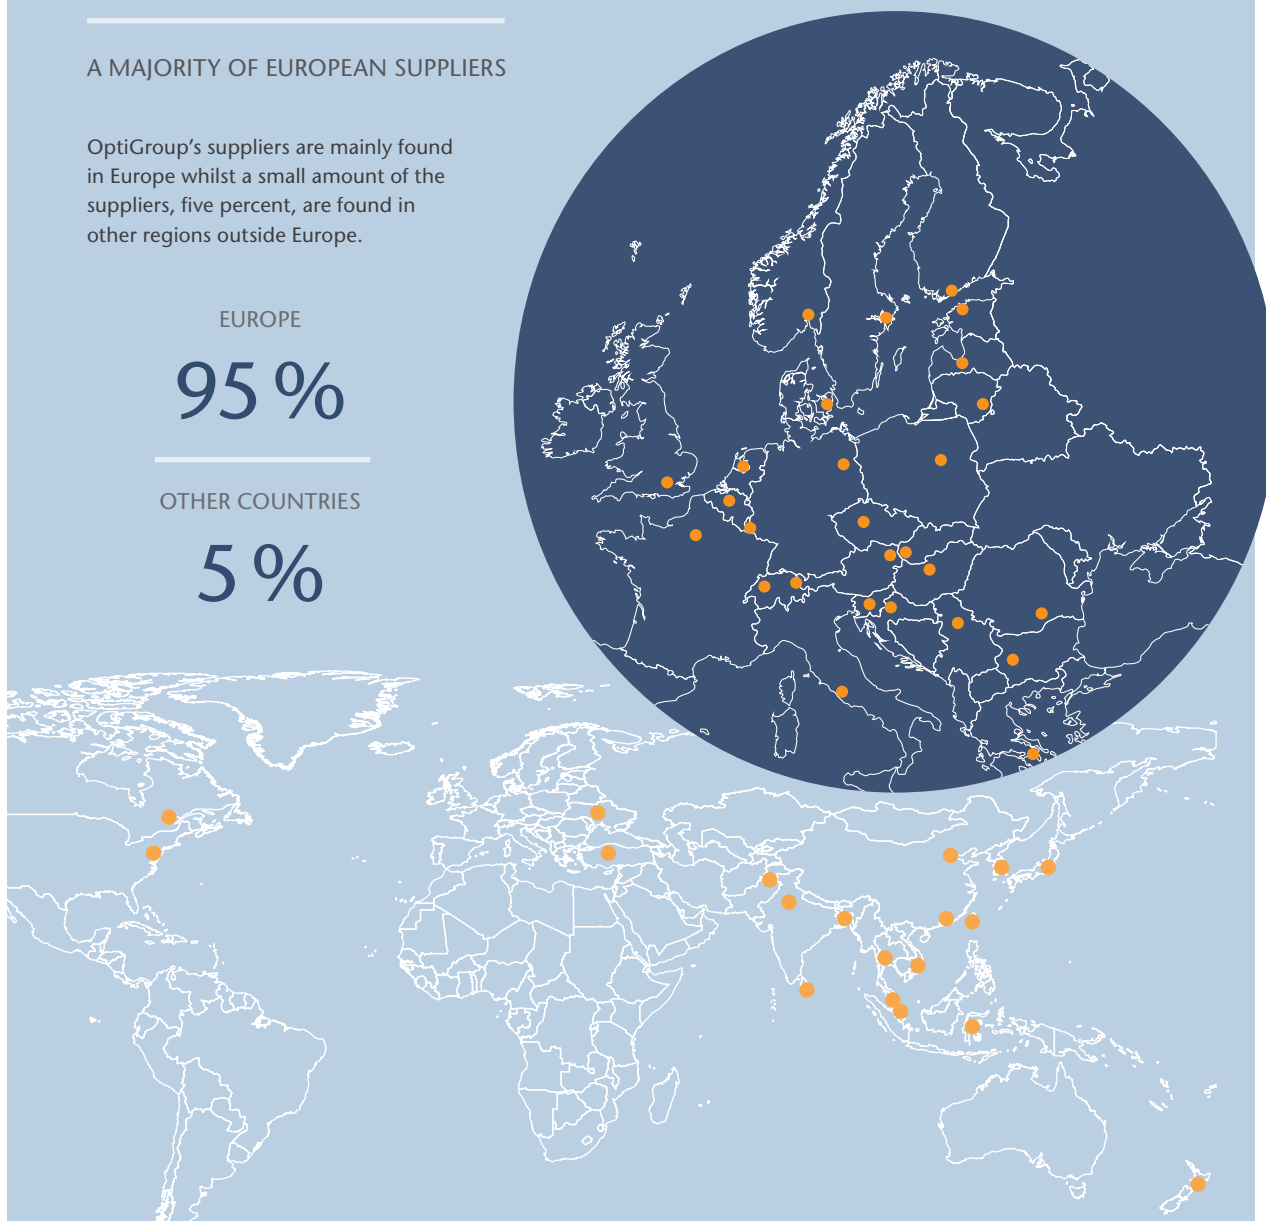 A MAJORITY OF EUROPEAN SUPPLIERS
OptiGroup’s suppliers are mainly found
in Europe whilst a small amount of the
suppliers, five percent, are found in
other regions outside Europe.
EUROPE
95 %
OTHER COUNTRIES
5 %